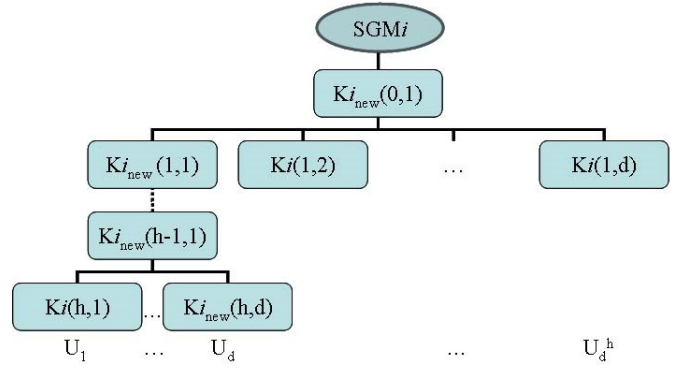 SGMi
Ki_new(0,1)
Ki_new (1,1) Ki(1,2) ... Ki(1,d)
Ki_new(h-1,1)
Ki(h,1) ... Ki_new(h,d)
U_1 ... U_d ... U_d^h